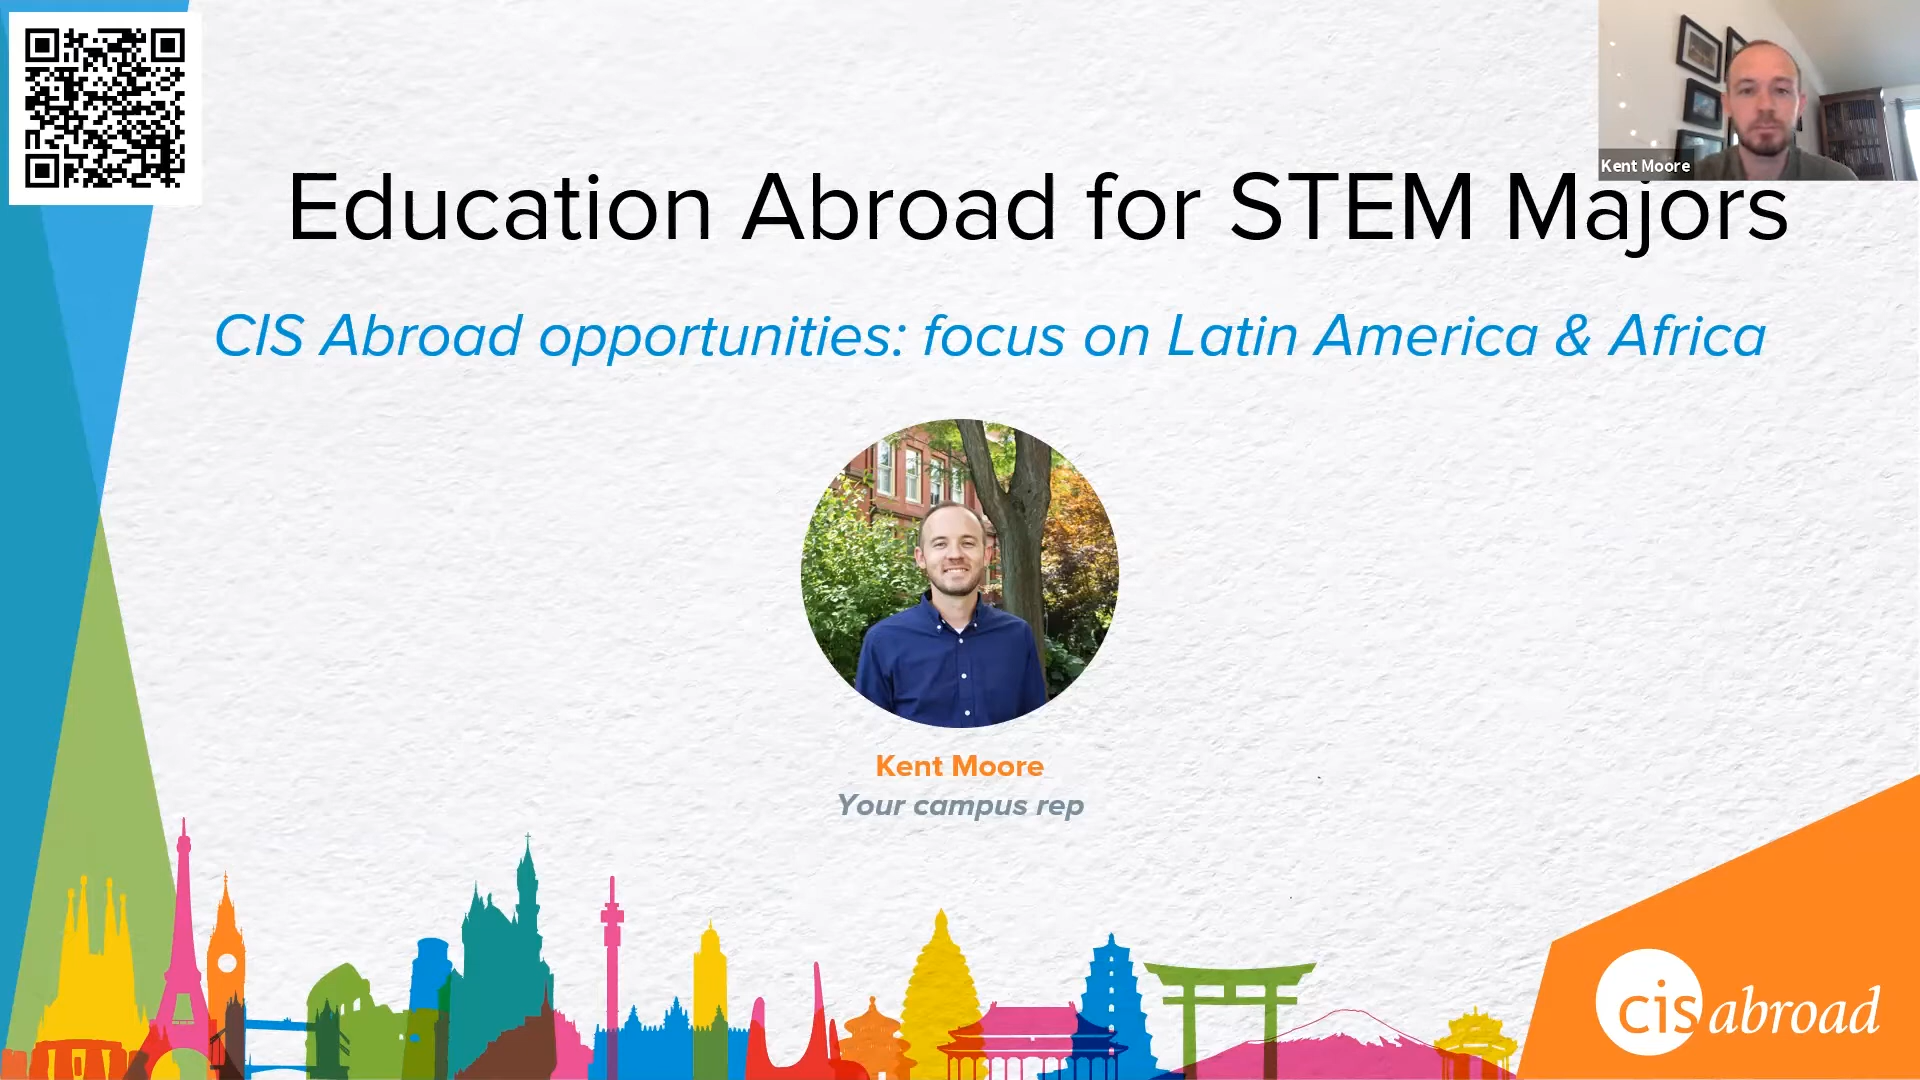 Kent Moore
Education Abroad for STEM Majors
CIS Abroad opportunities: focus on Latin America & Africa
Kent Moore
Your campus rep
cis abroad